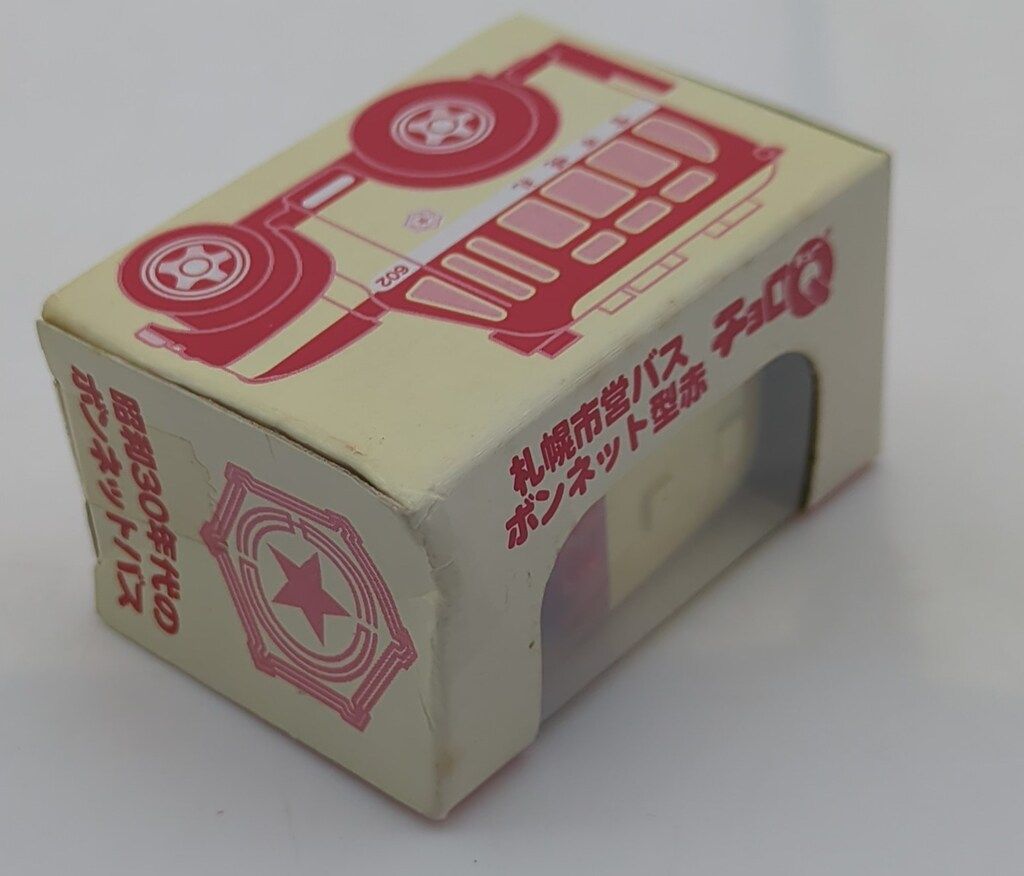 602
チョロQ
札幌市営バス
ボンネット型赤
昭和30年代の
ボンネットバス